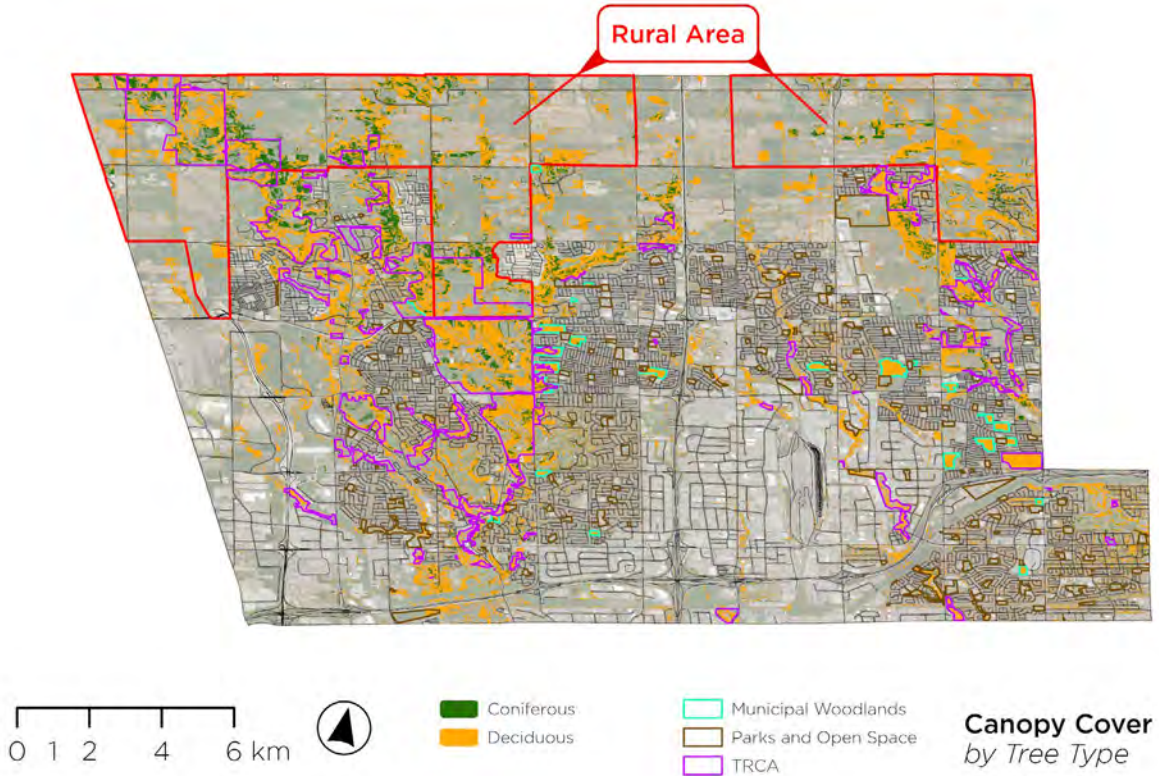 Rural Area
0 1 2 4 6 km
Coniferous
Deciduous
Municipal Woodlands
Parks and Open Space
TRCA
Canopy Cover
by Tree Type